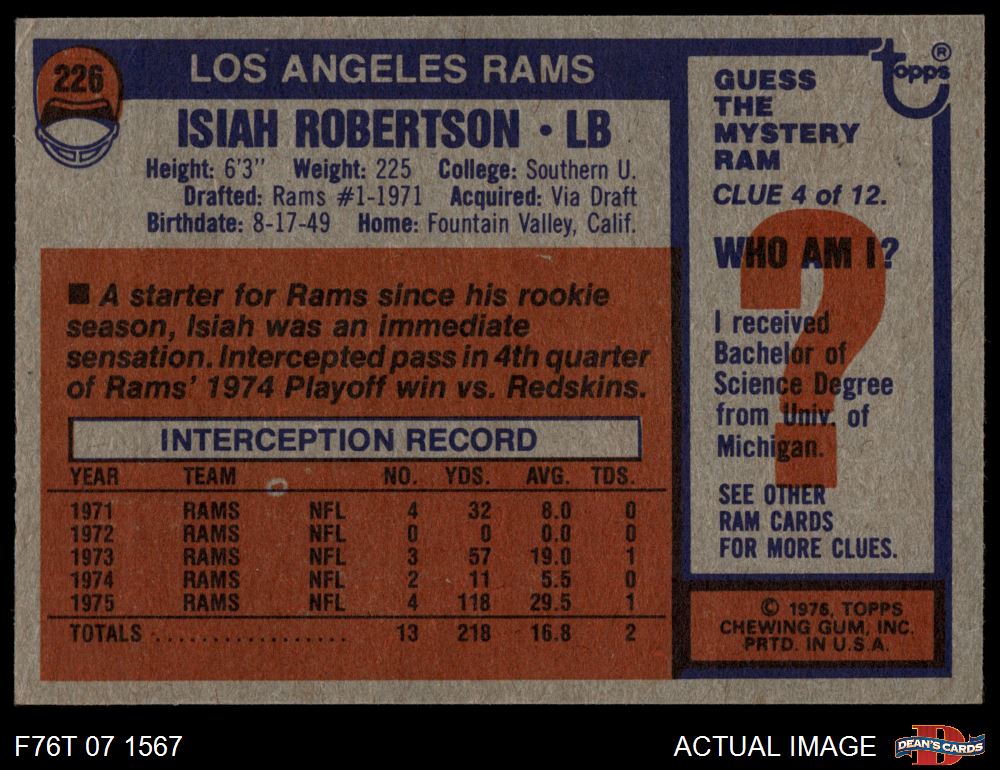 226
LOS ANGELES RAMS
ISIAH ROBERTSON • LB
Height: 6'3" Weight: 225 College: Southern U.
Drafted: Rams #1-1971 Acquired: Via Draft
Birthdate: 8-17-49 Home: Fountain Valley, Calif.
■ A starter for Rams since his rookie
season, Isiah was an immediate
sensation. Intercepted pass in 4th quarter
of Rams' 1974 Playoff win vs. Redskins.
INTERCEPTION RECORD
YEAR TEAM NO. YDS. AVG. TDS.
1971 RAMS NFL 4 32 8.0 0
1972 RAMS NFL 0 0 0.0 0
1973 RAMS NFL 3 57 19.0 1
1974 RAMS NFL 2 11 5.5 0
1975 RAMS NFL 4 118 29.5 1
TOTALS .................. 13 218 16.8 2
topps ®
GUESS
THE
MYSTERY
RAM
CLUE 4 of 12.
WHO AM I?
?
I received
Bachelor of
Science Degree
from Univ. of
Michigan.
SEE OTHER
RAM CARDS
FOR MORE CLUES.
© 1976, TOPPS
CHEWING GUM, INC.
PRTD. IN U.S.A.
F76T 07 1567
ACTUAL IMAGE
D
DEAN'S CARDS